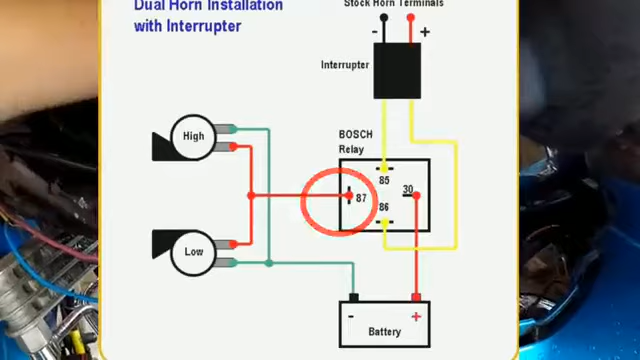 Dual Horn Installation
with Interrupter
Stock Horn Terminals
- +
Interrupter
High
BOSCH
Relay
85
30
87
86
Low
- +
Battery